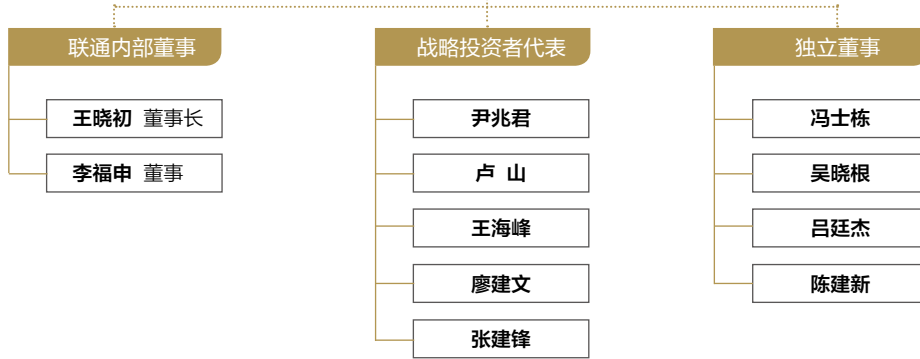 联通内部董事
王晓初 董事长
李福申 董事
战略投资者代表
尹兆君
卢 山
王海峰
廖建文
张建锋
独立董事
冯士栋
吴晓根
吕廷杰
陈建新